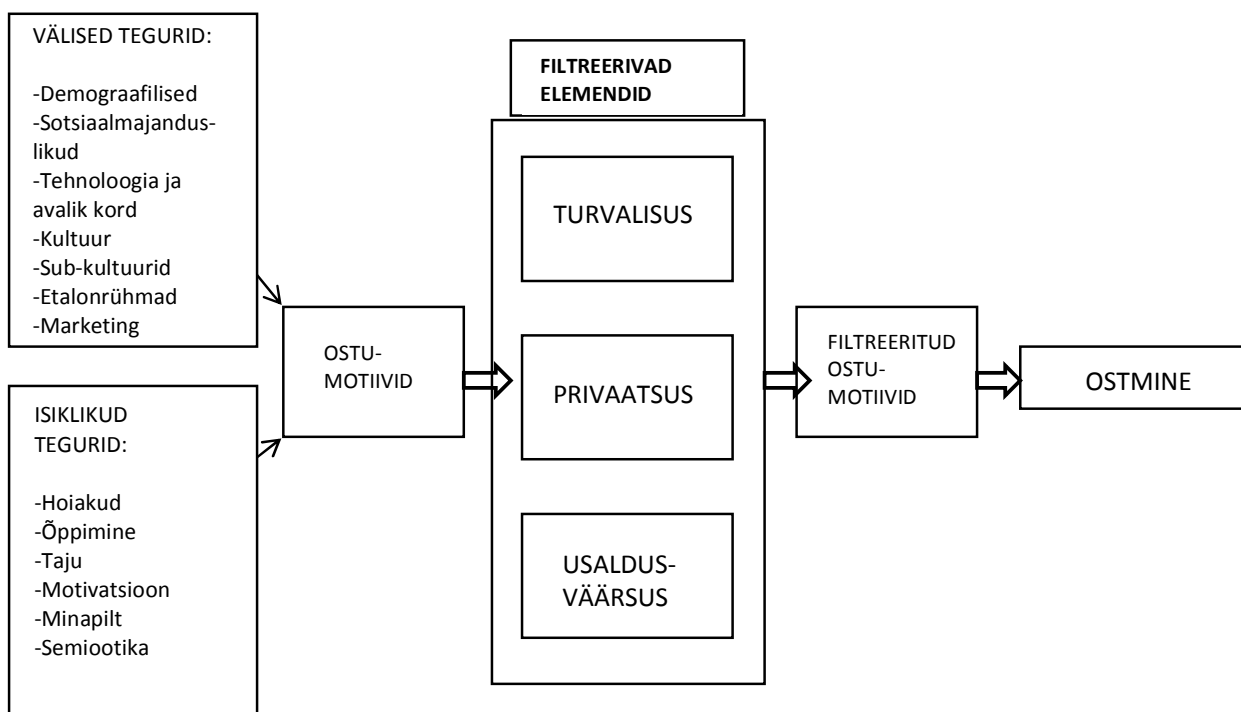 VÄLISED TEGURID:
-Demograafilised
-Sotsiaalmajandus-
likud
-Tehnoloogia ja
avalik kord
-Kultuur
-Sub-kultuurid
-Etalonrühmad
-Marketing
ISIKLIKUD
TEGURID:
-Hoiakud
-Õppimine
-Taju
-Motivatsioon
-Minapilt
-Semiootika
OSTU-
MOTIIVID
FILTREERIVAD
ELEMENDID
TURVALISUS
PRIVAATSUS
USALDUS-
VÄÄRSUS
FILTREERITUD
OSTU-
MOTIIVID
OSTMINE